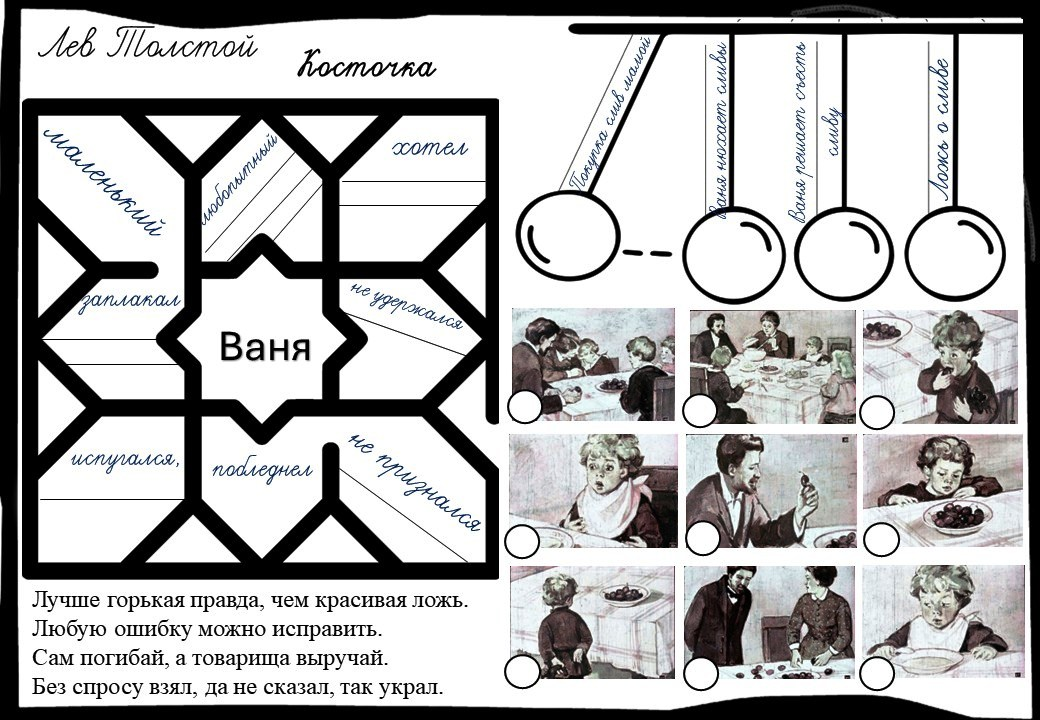 Лев Толстой
Косточка
маленький
любопытный
хотел
заплакал
не удержался
Ваня
испугался,
побледнел
не признался
Покупка слив мамой
Ваня нюхает сливы
Ваня решает съесть
сливу
Ложь о сливе
Лучше горькая правда, чем красивая ложь.
Любую ошибку можно исправить.
Сам погибай, а товарища выручай.
Без спросу взял, да не сказал, так украл.